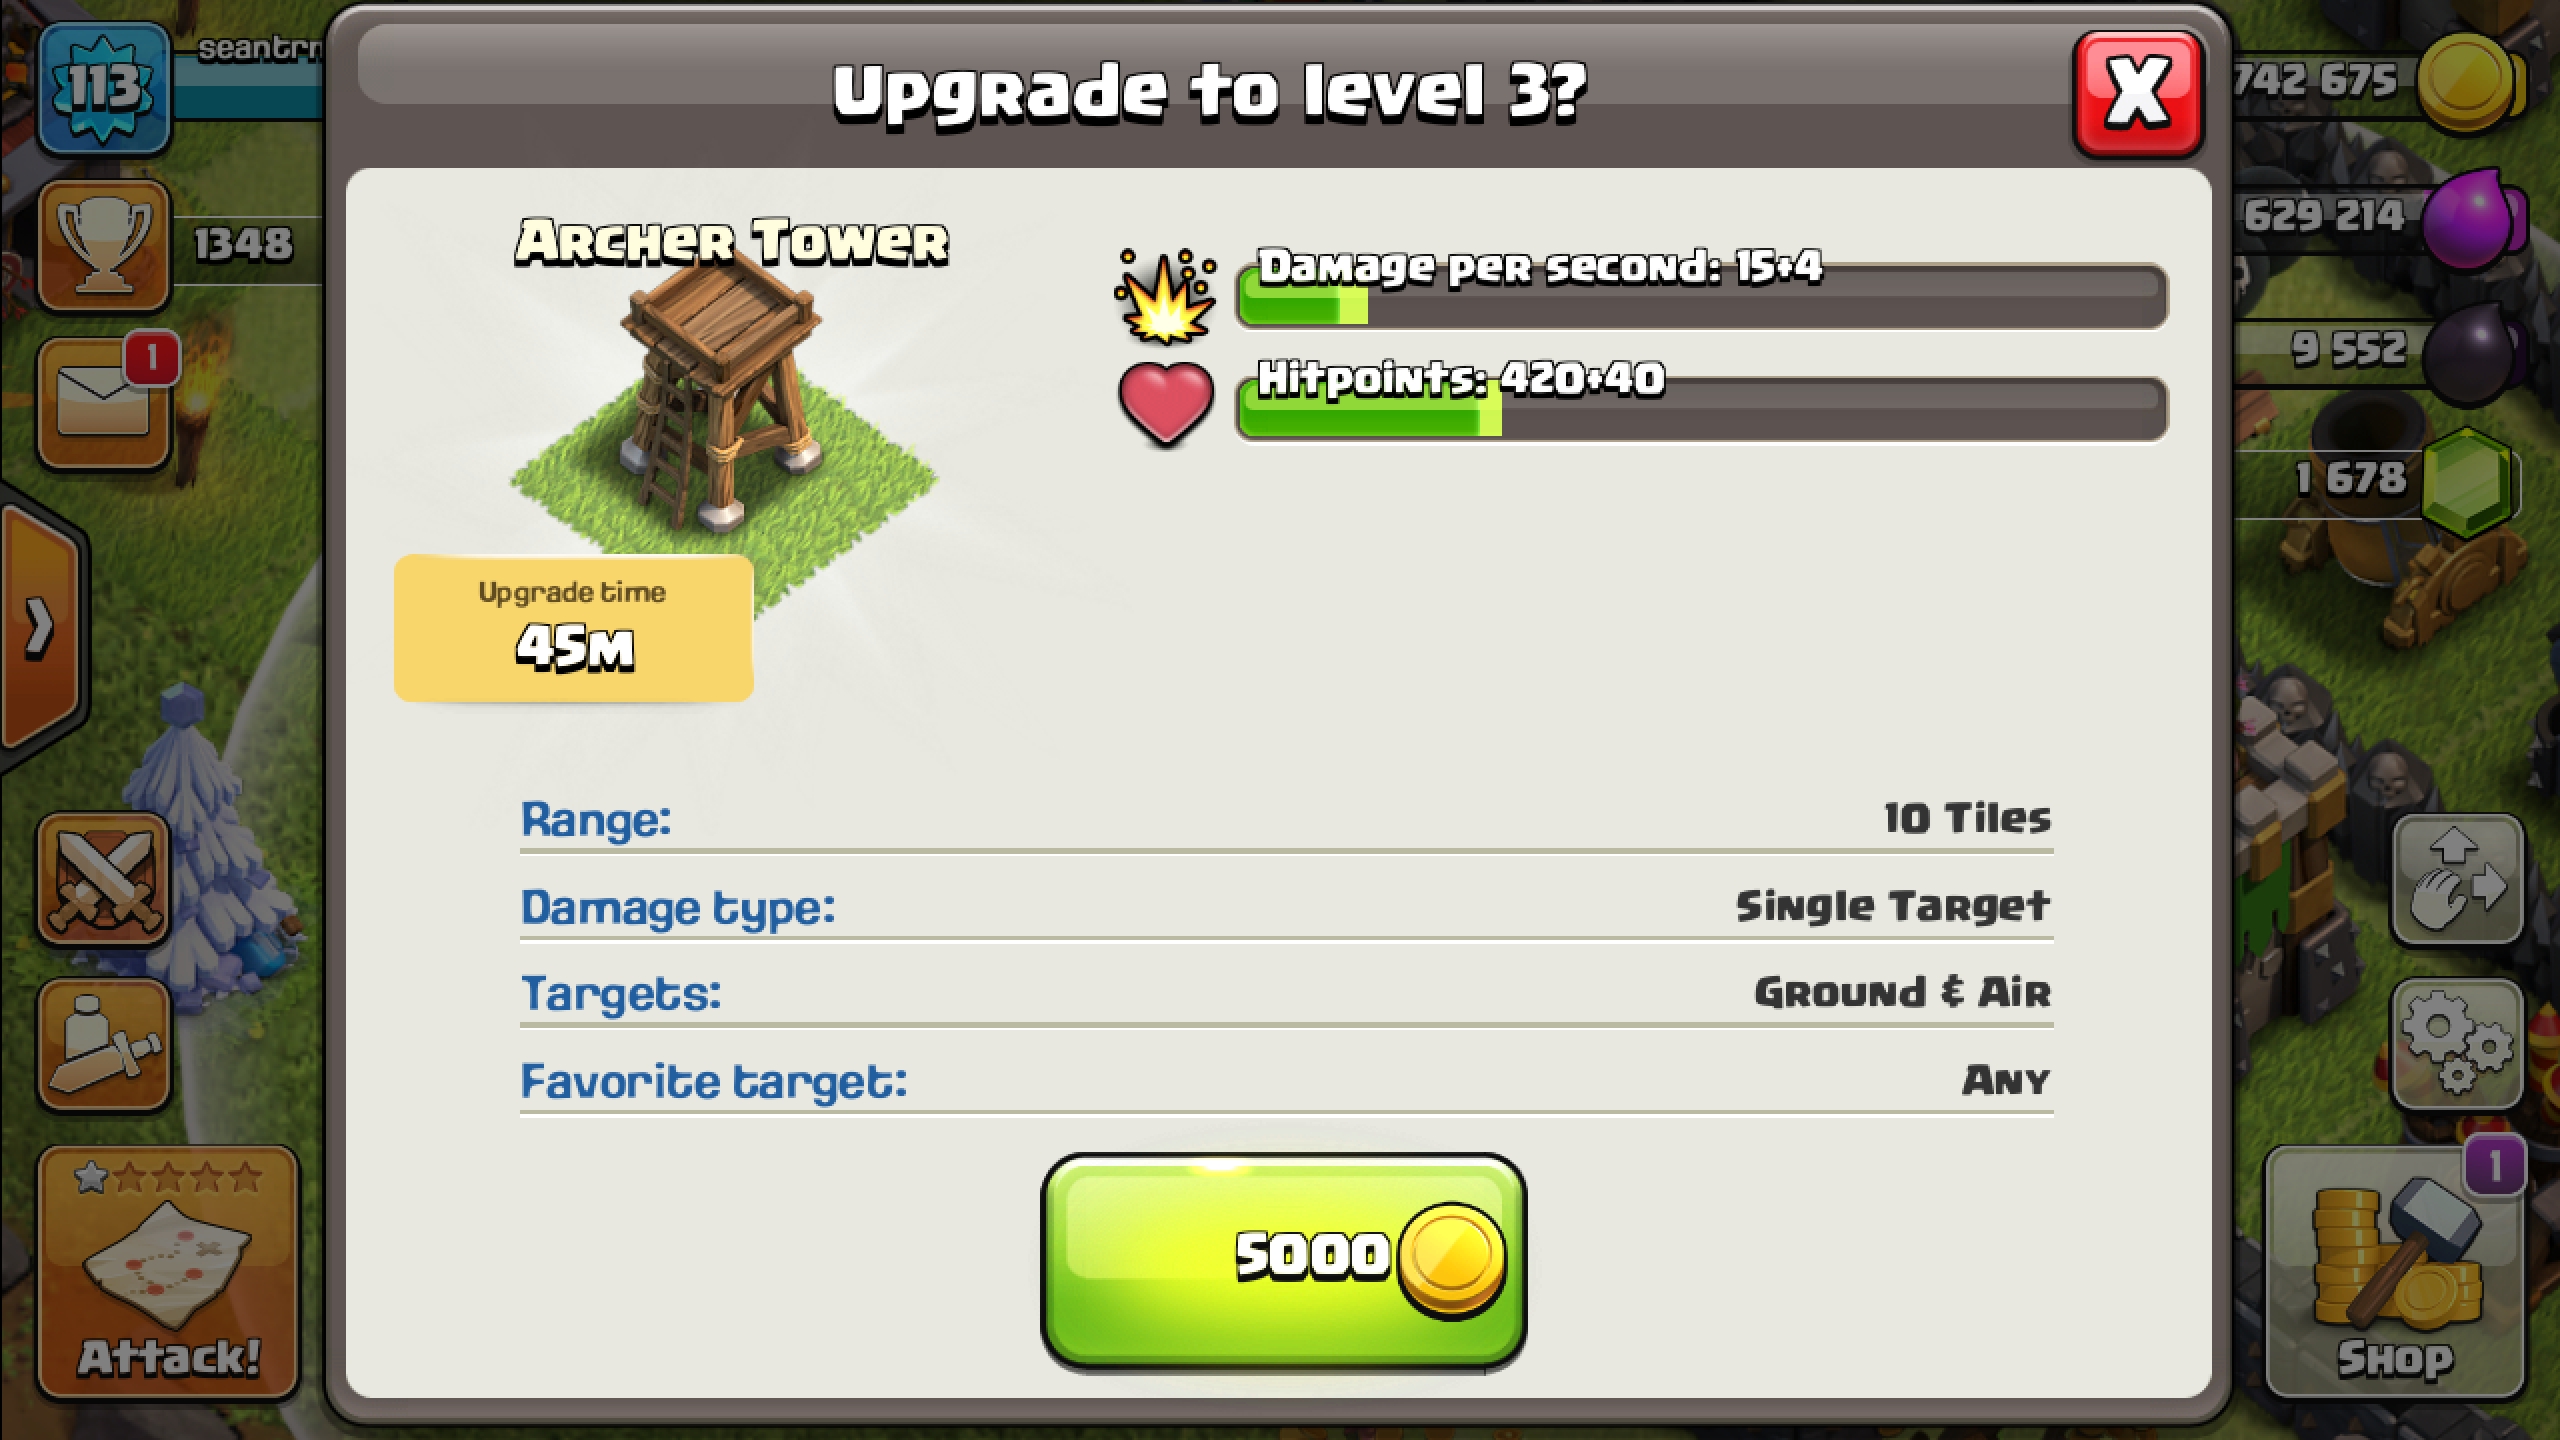 Upgrade to level 3?
X
113
1348
1
742 675
629 214
9 552
1 678
Archer Tower
Damage per second: 15+4
Hitpoints: 420+40
Upgrade time
45m
Range: 10 Tiles
Damage type: Single Target
Targets: Ground & Air
Favorite target: Any
5000
Attack!
1
Shop